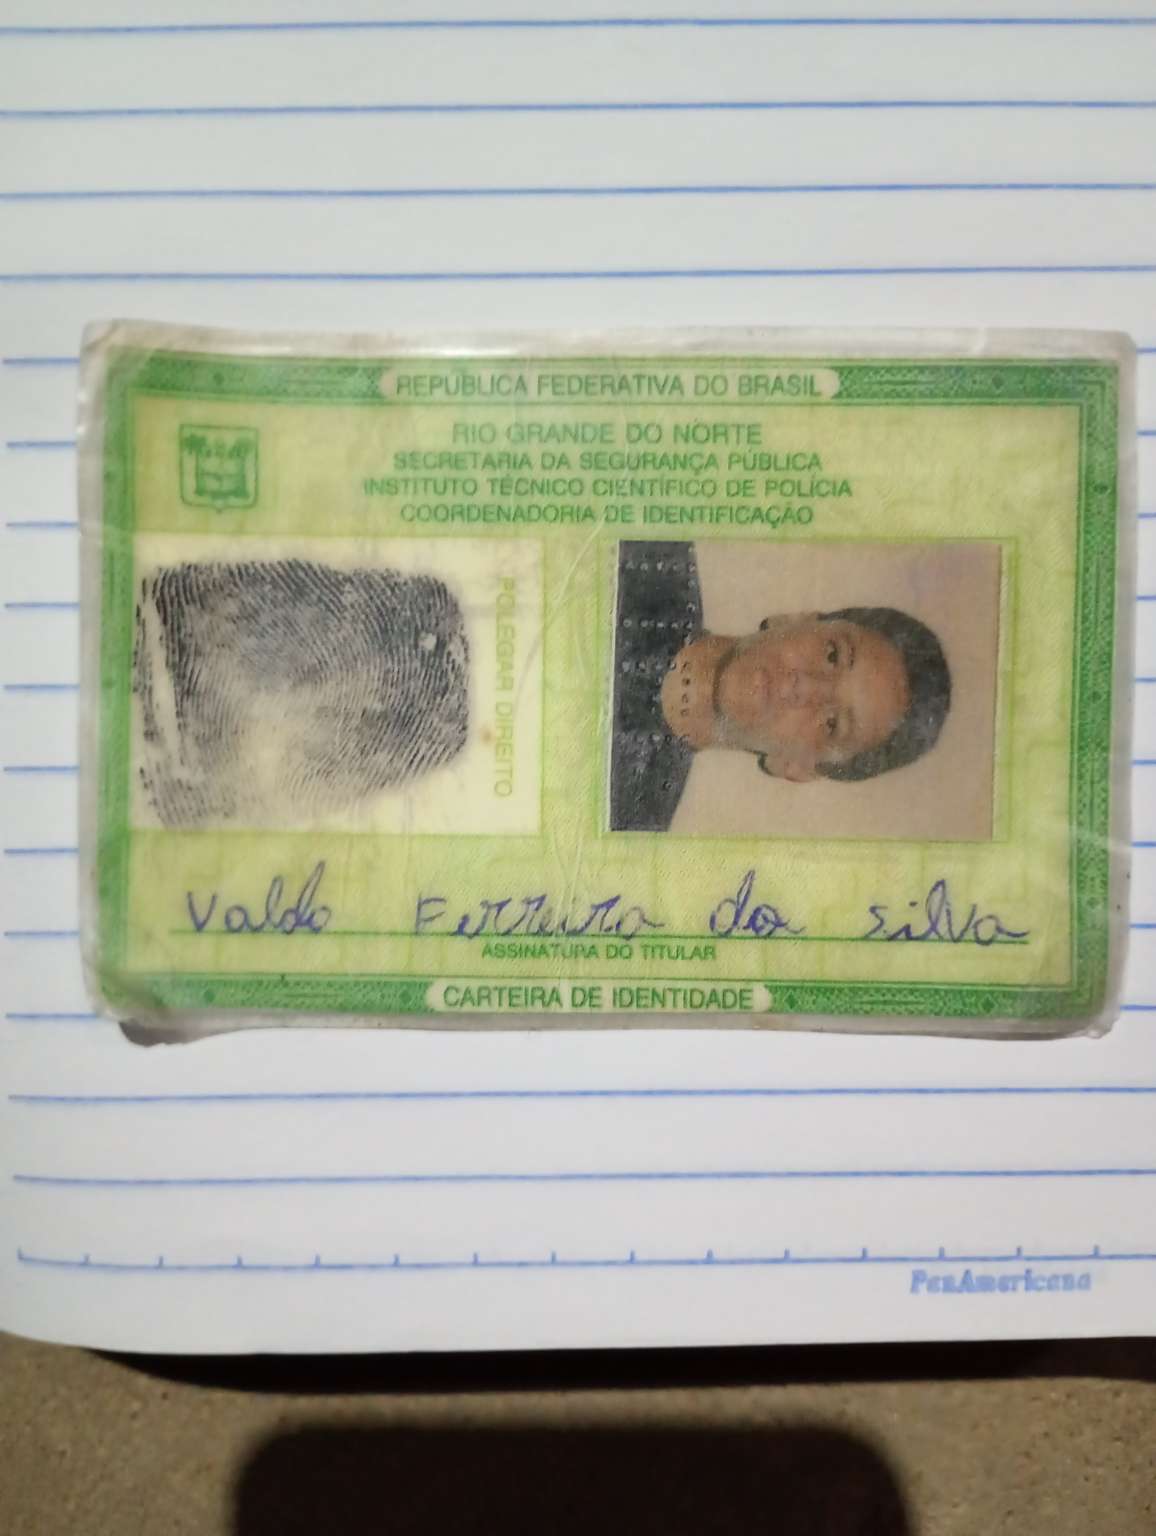 REPÚBLICA FEDERATIVA DO BRASIL
RIO GRANDE DO NORTE
SECRETARIA DA SEGURANÇA PÚBLICA
INSTITUTO TÉCNICO CIENTÍFICO DE POLÍCIA
COORDENADORIA DE IDENTIFICAÇÃO
POLEGAR DIREITO
Valdo Ferreira da Silva
ASSINATURA DO TITULAR
CARTEIRA DE IDENTIDADE
PanAmericana